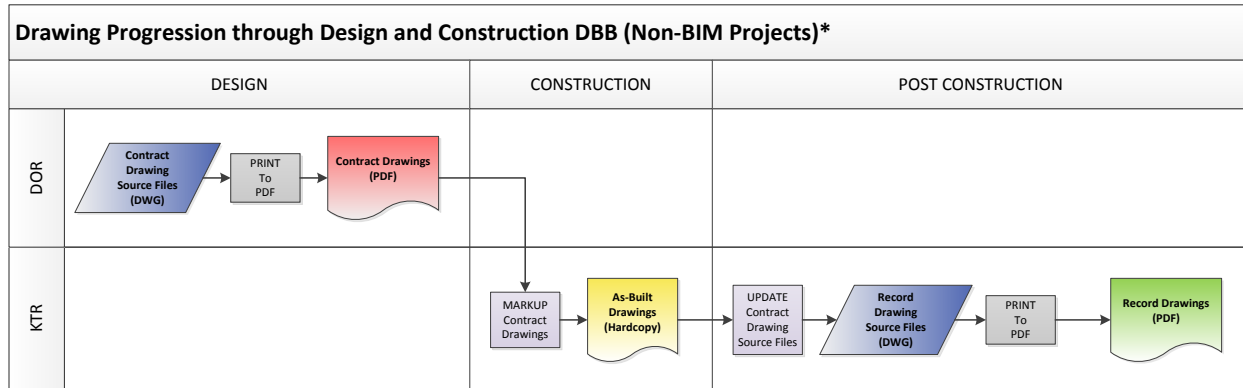 Drawing Progression through Design and Construction DBB (Non-BIM Projects)*
DESIGN
CONSTRUCTION
POST CONSTRUCTION
DOR
Contract
Drawing
Source Files
(DWG)
PRINT
To
PDF
Contract Drawings
(PDF)
KTR
MARKUP
Contract
Drawings
As-Built
Drawings
(Hardcopy)
UPDATE
Contract
Drawing
Source Files
Record
Drawing
Source Files
(DWG)
PRINT
To
PDF
Record Drawings
(PDF)